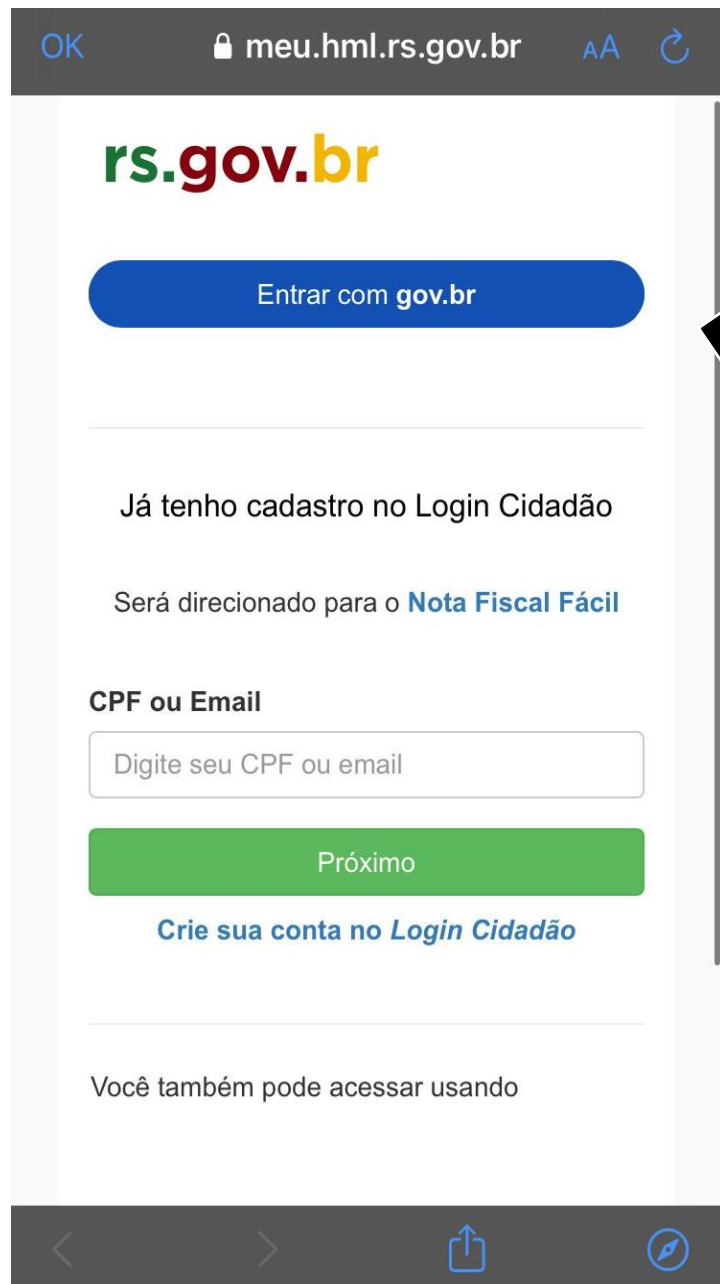 OK meu.hml.rs.gov.br AA
rs.gov.br
Entrar com gov.br
Já tenho cadastro no Login Cidadão
Será direcionado para o Nota Fiscal Fácil
CPF ou Email
Digite seu CPF ou email
Próximo
Crie sua conta no Login Cidadão
Você também pode acessar usando